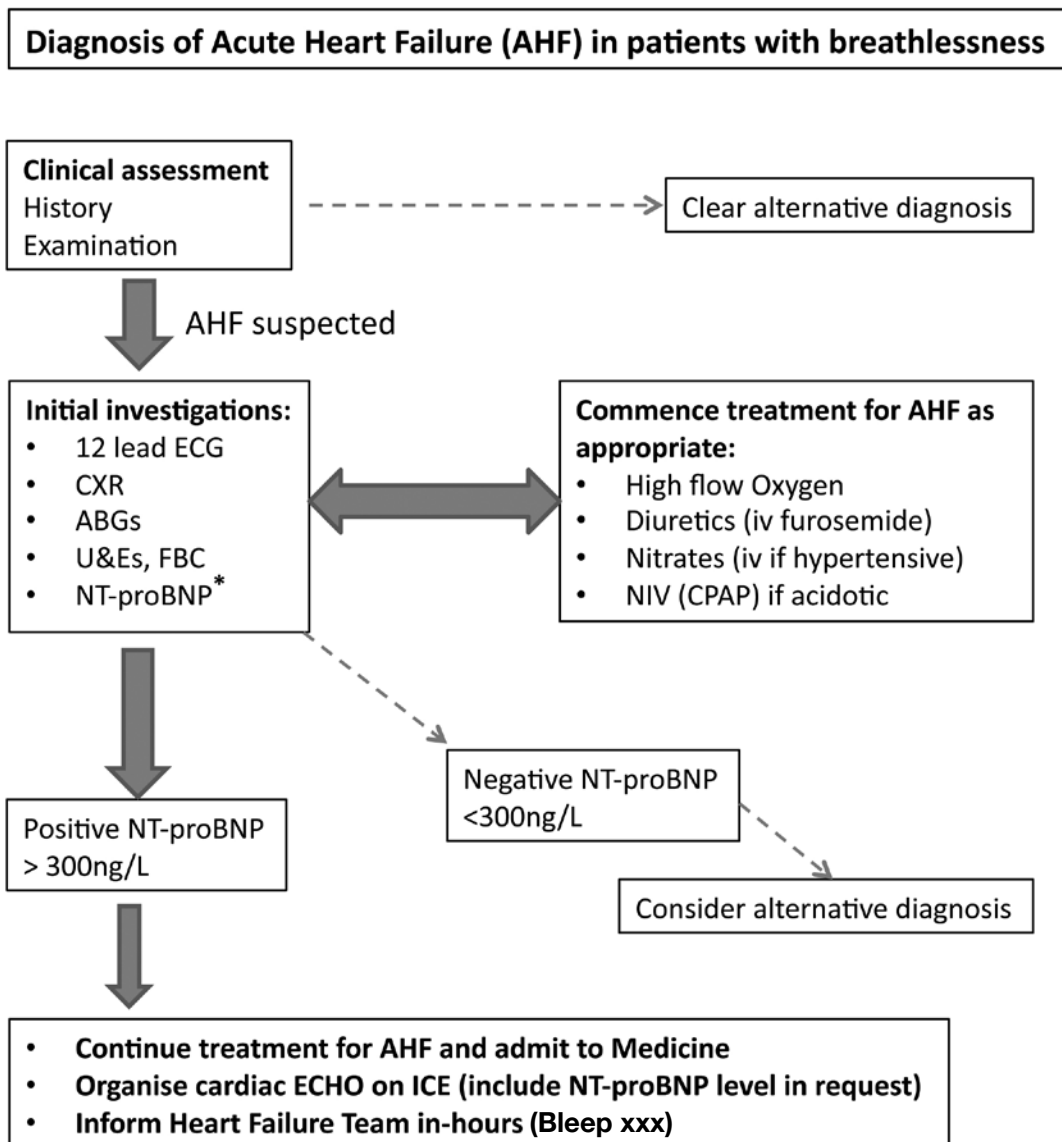 Diagnosis of Acute Heart Failure (AHF) in patients with breathlessness
Clinical assessment
History
Examination
Clear alternative diagnosis
AHF suspected
Initial investigations:
• 12 lead ECG
• CXR
• ABGs
• U&Es, FBC
• NT-proBNP*
Commence treatment for AHF as
appropriate:
• High flow Oxygen
• Diuretics (iv furosemide)
• Nitrates (iv if hypertensive)
• NIV (CPAP) if acidotic
Negative NT-proBNP
<300ng/L
Positive NT-proBNP
> 300ng/L
Consider alternative diagnosis
• Continue treatment for AHF and admit to Medicine
• Organise cardiac ECHO on ICE (include NT-proBNP level in request)
• Inform Heart Failure Team in-hours (Bleep xxx)